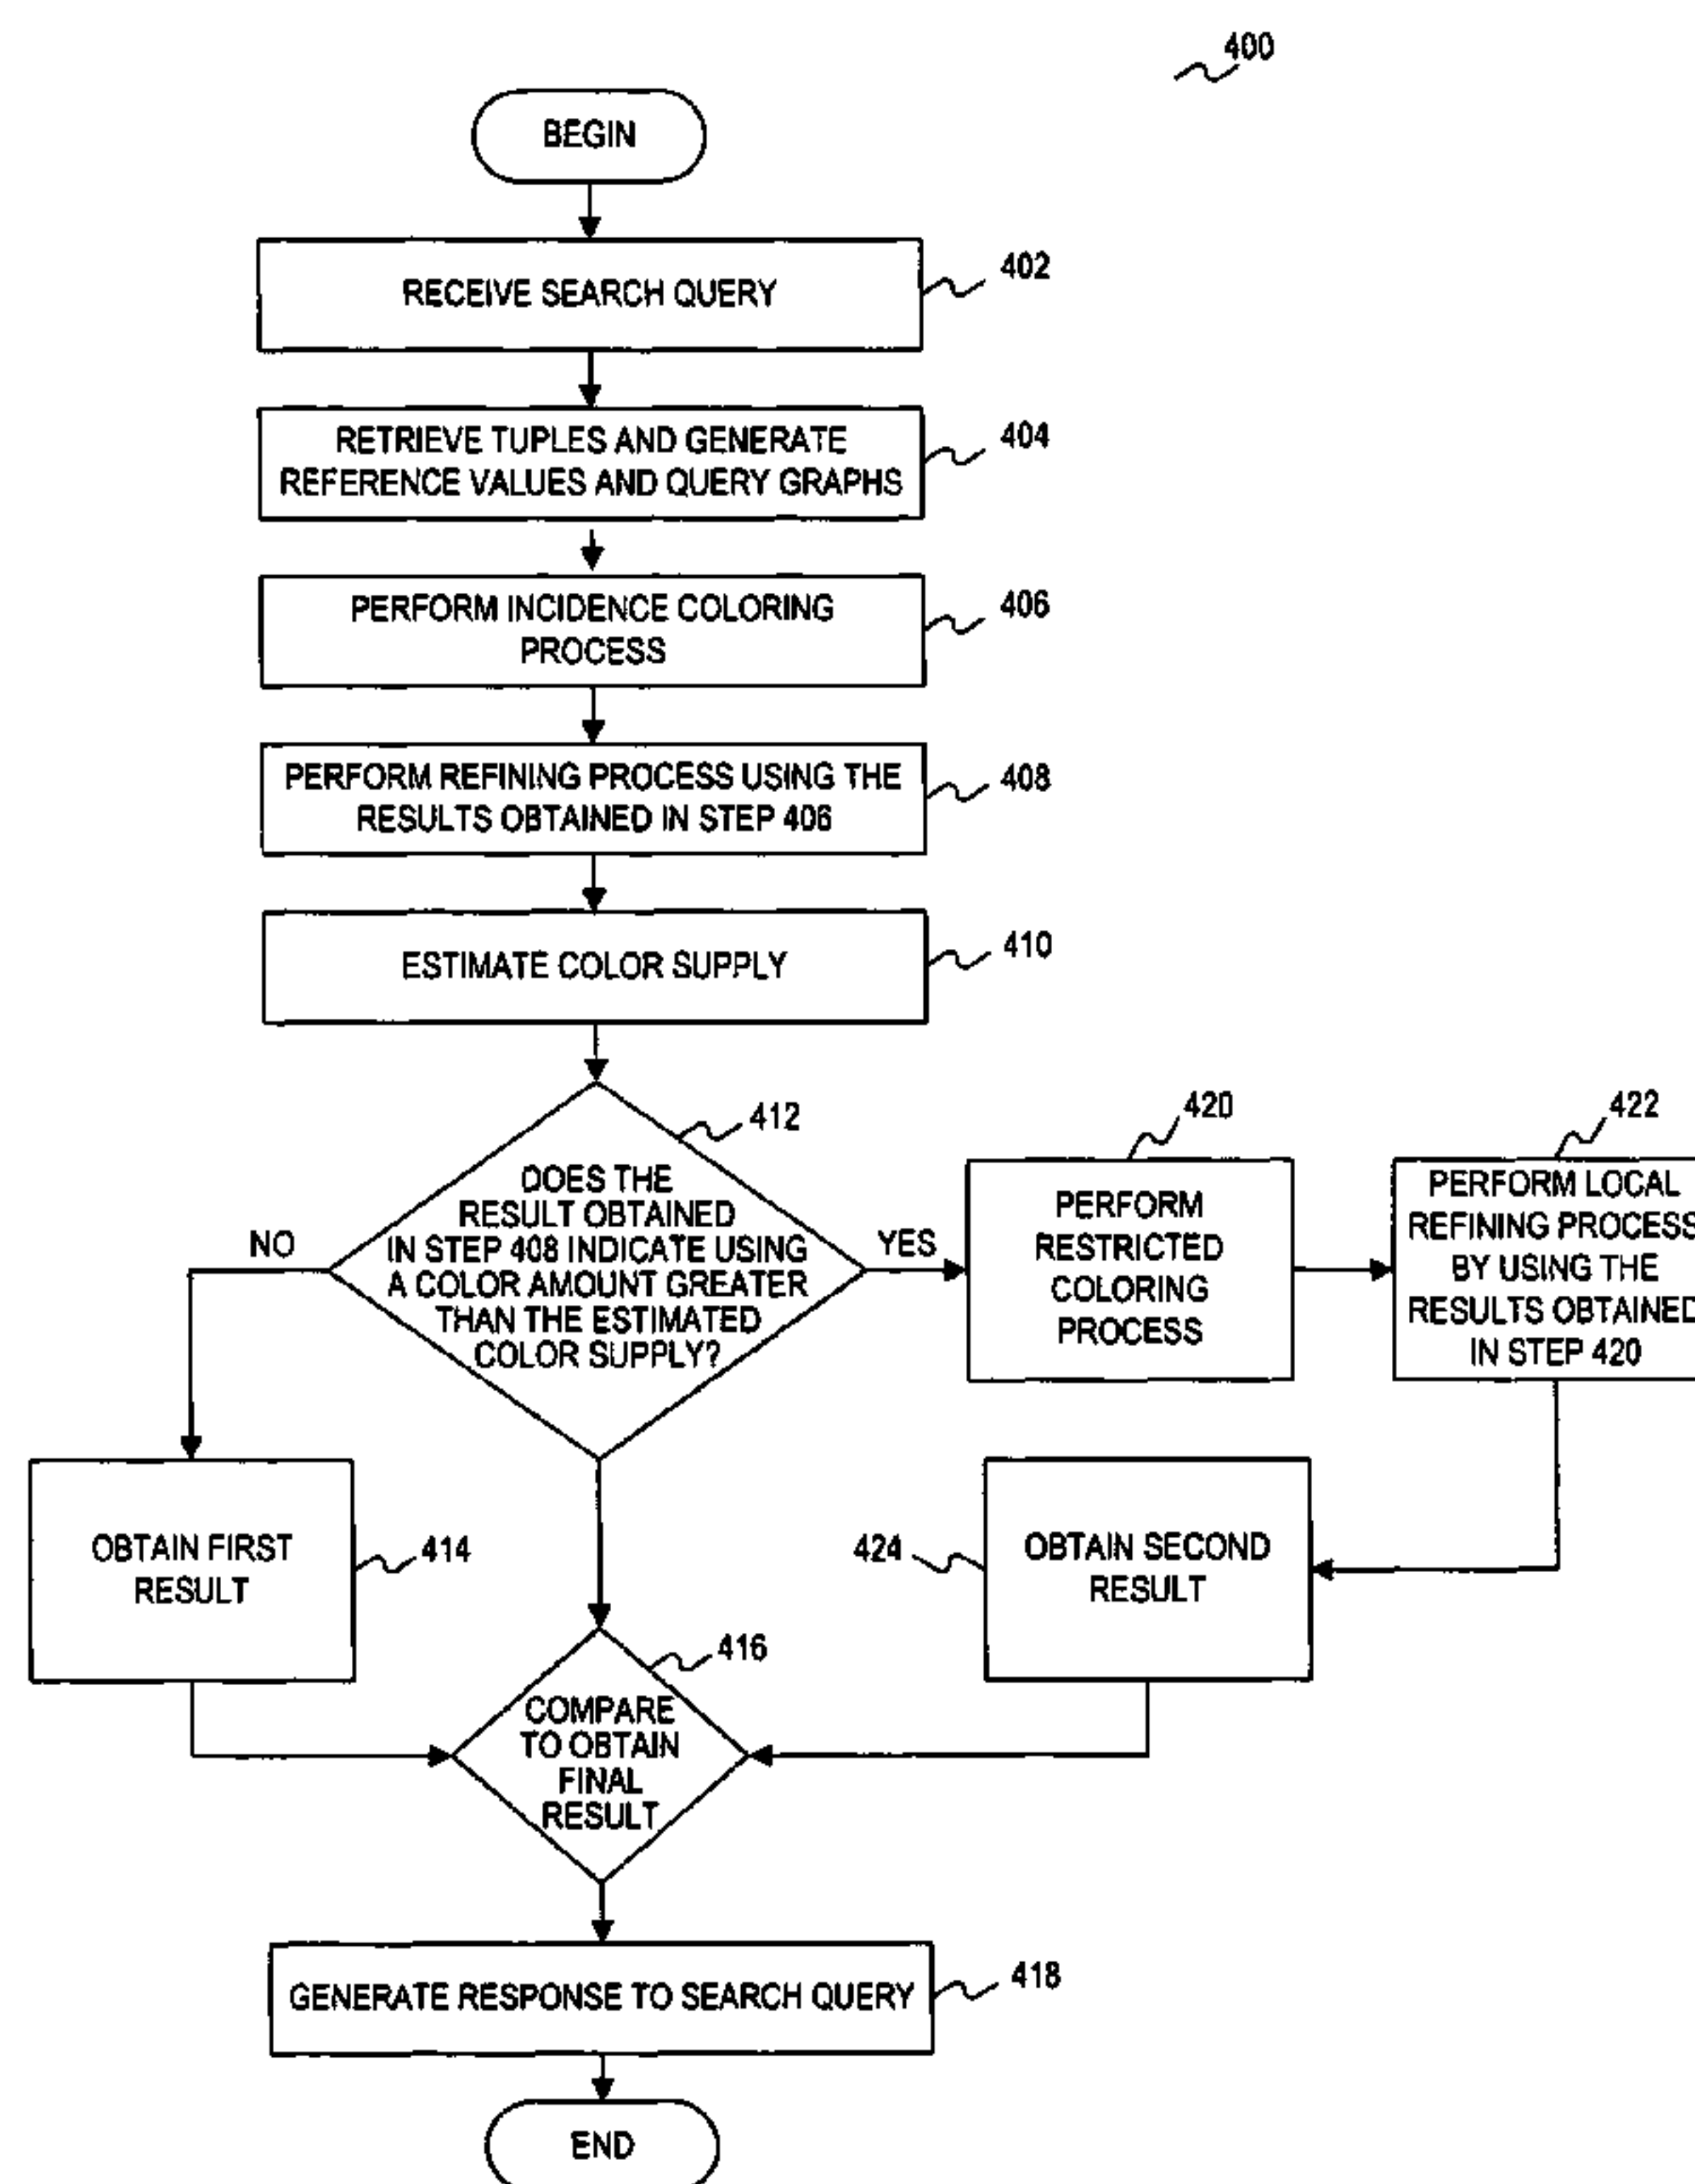 400
BEGIN
RECEIVE SEARCH QUERY
402
RETRIEVE TUPLES AND GENERATE
REFERENCE VALUES AND QUERY GRAPHS
404
PERFORM INCIDENCE COLORING
PROCESS
406
PERFORM REFINING PROCESS USING THE
RESULTS OBTAINED IN STEP 406
408
ESTIMATE COLOR SUPPLY
410
412
DOES THE
RESULT OBTAINED
IN STEP 408 INDICATE USING
A COLOR AMOUNT GREATER
THAN THE ESTIMATED
COLOR SUPPLY?
NO
YES
420
PERFORM
RESTRICTED
COLORING
PROCESS
422
PERFORM LOCAL
REFINING PROCESS
BY USING THE
RESULTS OBTAINED
IN STEP 420
OBTAIN FIRST
RESULT
414
424
OBTAIN SECOND
RESULT
416
COMPARE
TO OBTAIN
FINAL
RESULT
GENERATE RESPONSE TO SEARCH QUERY
418
END